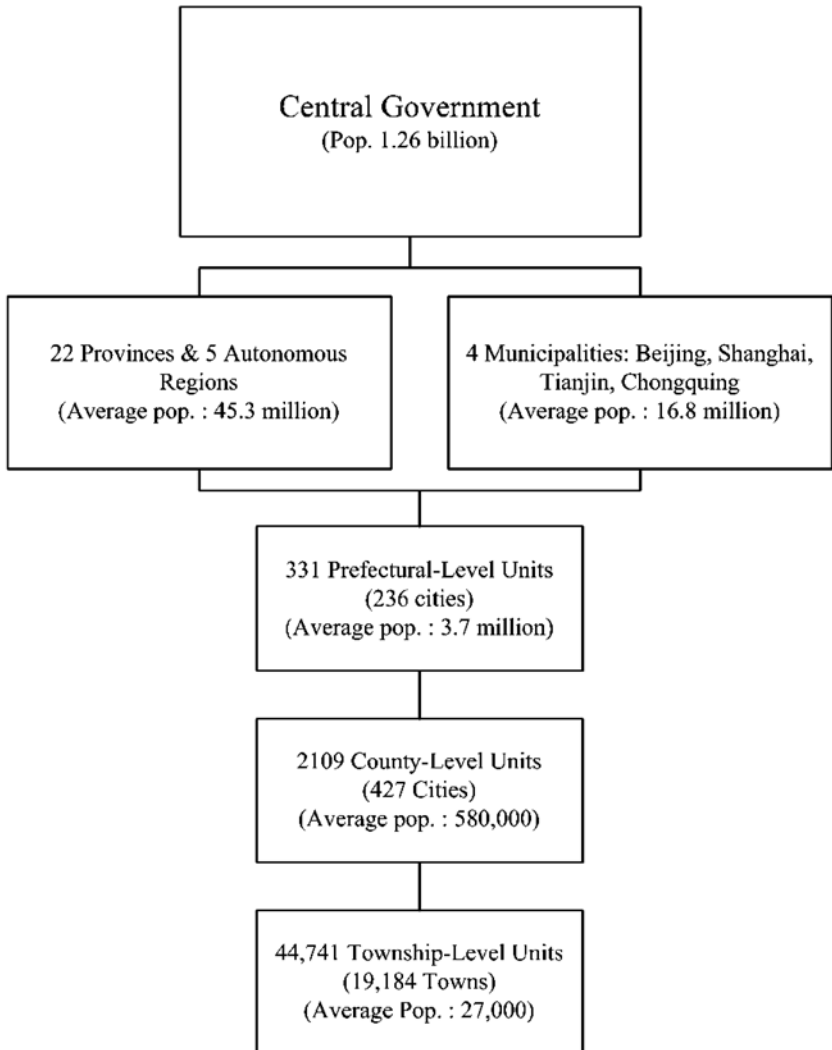 Central Government
(Pop. 1.26 billion)
22 Provinces & 5 Autonomous
Regions
(Average pop. : 45.3 million)
4 Municipalities: Beijing, Shanghai,
Tianjin, Chongquing
(Average pop. : 16.8 million)
331 Prefectural-Level Units
(236 cities)
(Average pop. : 3.7 million)
2109 County-Level Units
(427 Cities)
(Average pop. : 580,000)
44,741 Township-Level Units
(19,184 Towns)
(Average Pop. : 27,000)